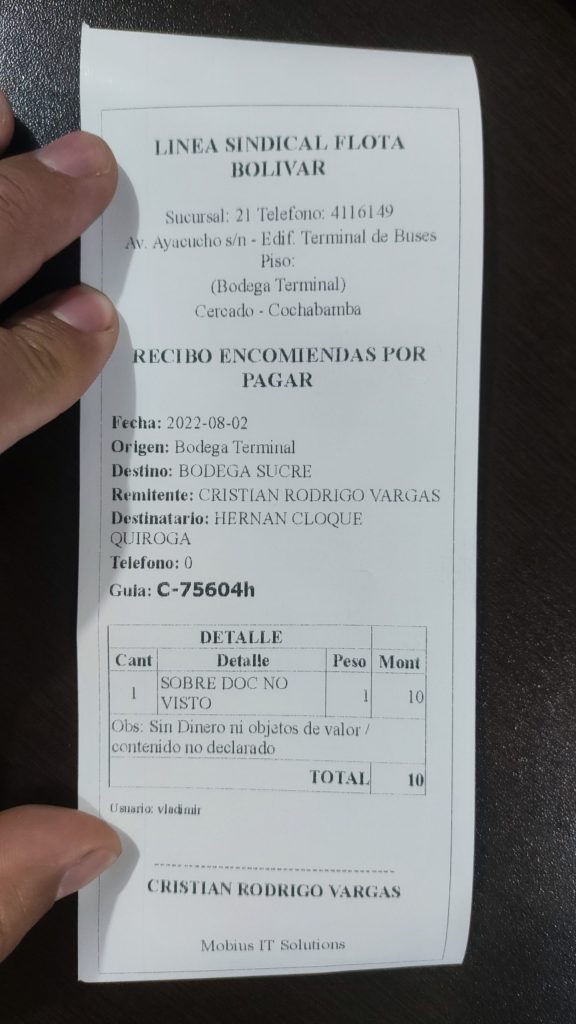 LINEA SINDICAL FLOTA
BOLIVAR
Sucursal: 21 Telefono: 4116149
Av. Ayacucho s/n - Edif. Terminal de Buses
Piso:
(Bodega Terminal)
Cercado - Cochabamba
RECIBO ENCOMIENDAS POR
PAGAR
Fecha: 2022-08-02
Origen: Bodega Terminal
Destino: BODEGA SUCRE
Remitente: CRISTIAN RODRIGO VARGAS
Destinatario: HERNAN CLOQUE
QUIROGA
Telefono: 0
Guia: C-75604h
DETALLE
Cant Detalle Peso Mont
1 SOBRE DOC NO VISTO 1 10
Obs: Sin Dinero ni objetos de valor /
contenido no declarado
TOTAL 10
Usuario: vladimir
CRISTIAN RODRIGO VARGAS
Mobius IT Solutions